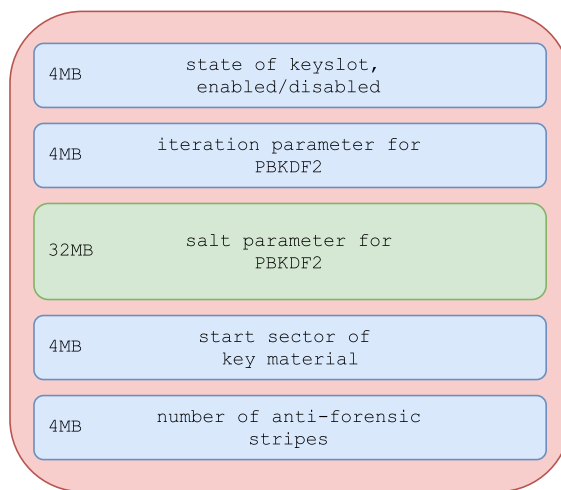 4MB
state of keyslot,
enabled/disabled
4MB
iteration parameter for
PBKDF2
32MB
salt parameter for
PBKDF2
4MB
start sector of
key material
4MB
number of anti-forensic
stripes